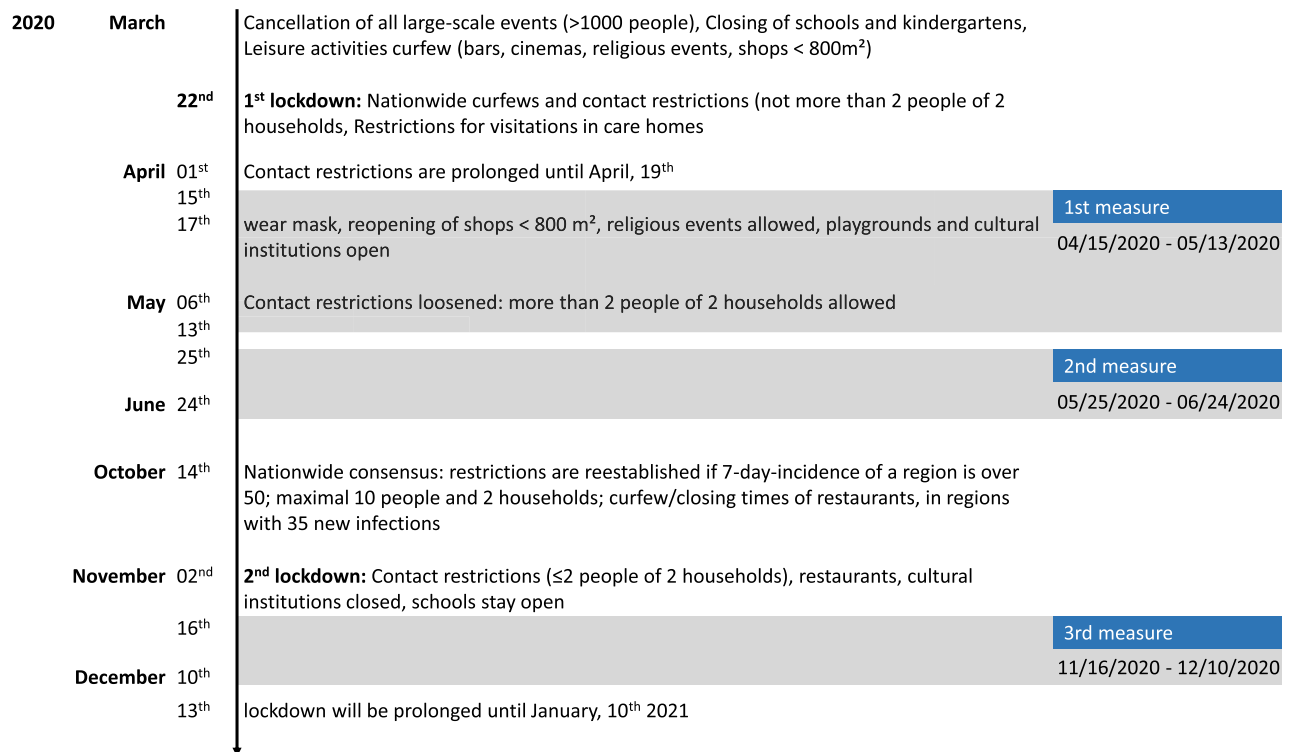 2020 March Cancellation of all large-scale events (>1000 people), Closing of schools and kindergartens,
Leisure activities curfew (bars, cinemas, religious events, shops < 800m²)
22nd 1st lockdown: Nationwide curfews and contact restrictions (not more than 2 people of 2
households, Restrictions for visitations in care homes
April 01st Contact restrictions are prolonged until April, 19th
15th
1st measure
17th wear mask, reopening of shops < 800 m², religious events allowed, playgrounds and cultural
04/15/2020 - 05/13/2020
institutions open
May 06th Contact restrictions loosened: more than 2 people of 2 households allowed
13th
25th
2nd measure
June 24th 05/25/2020 - 06/24/2020
October 14th Nationwide consensus: restrictions are reestablished if 7-day-incidence of a region is over
50; maximal 10 people and 2 households; curfew/closing times of restaurants, in regions
with 35 new infections
November 02nd 2nd lockdown: Contact restrictions (≤2 people of 2 households), restaurants, cultural
institutions closed, schools stay open
16th 3rd measure
December 10th 11/16/2020 - 12/10/2020
13th lockdown will be prolonged until January, 10th 2021